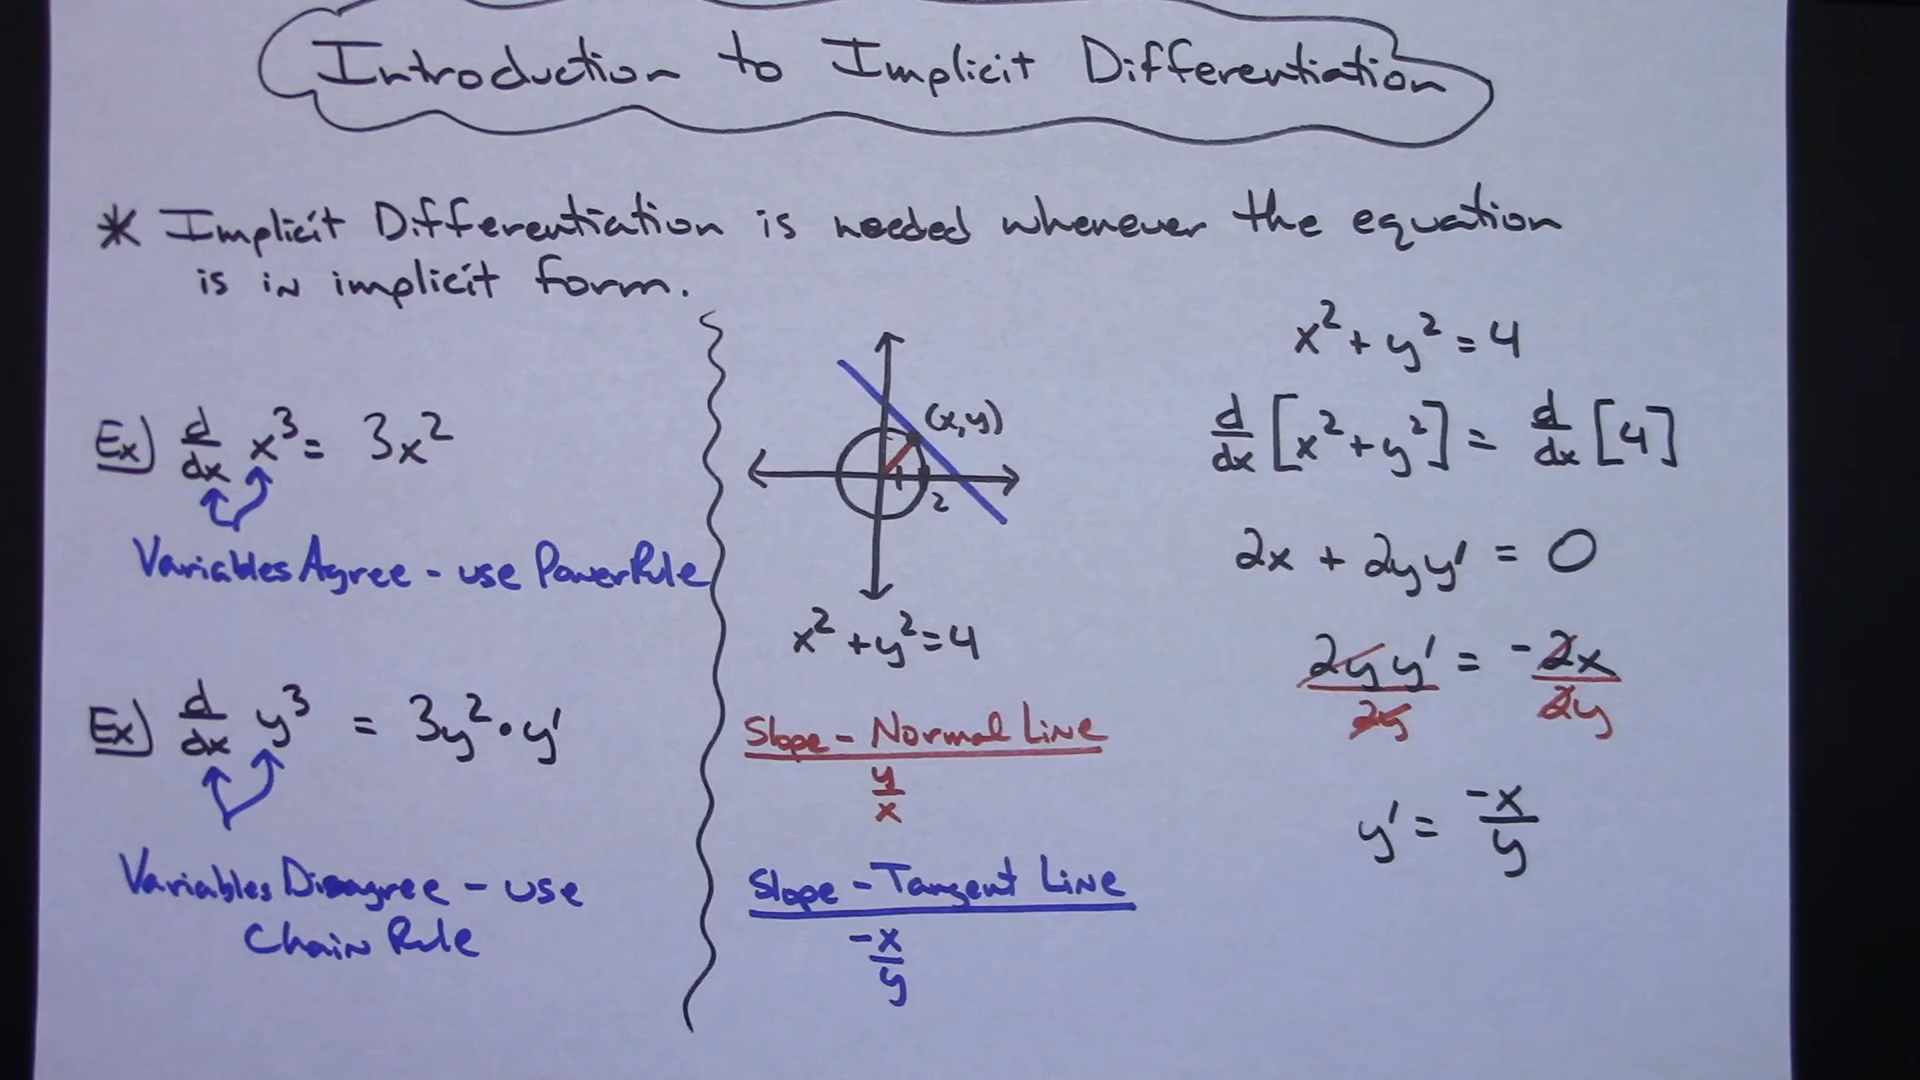 Introduction to Implicit Differentiation
* Implicit Differentiation is needed whenever the equation
is in implicit form.
Ex) d/dx x³ = 3x²
Variables Agree - use Power Rule
Ex) d/dx y³ = 3y² • y'
Variables Disagree - use
Chain Rule
(x,y)
2
x² + y² = 4
Slope - Normal Line
y/x
Slope - Tangent Line
-x/y
x² + y² = 4
d/dx [x² + y²] = d/dx [4]
2x + 2yy' = 0
2yy'/2y = -2x/2y
y' = -x/y